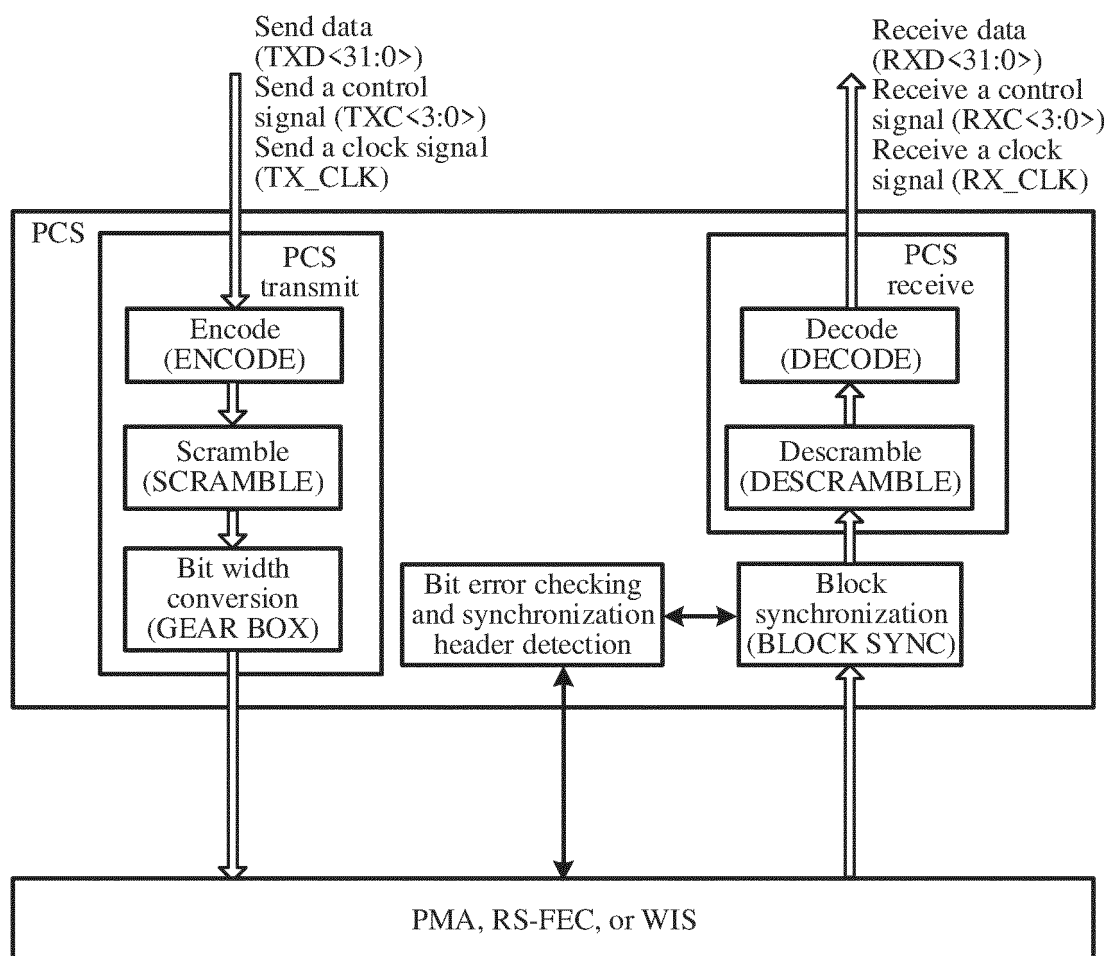 Send data
(TXD<31:0>)
Send a control
signal (TXC<3:0>)
Send a clock signal
(TX_CLK)
Receive data
(RXD<31:0>)
Receive a control
signal (RXC<3:0>)
Receive a clock
signal (RX_CLK)
PCS
PCS
transmit
Encode
(ENCODE)
Scramble
(SCRAMBLE)
Bit width
conversion
(GEAR BOX)
Bit error checking
and synchronization
header detection
PCS
receive
Decode
(DECODE)
Descramble
(DESCRAMBLE)
Block
synchronization
(BLOCK SYNC)
PMA, RS-FEC, or WIS